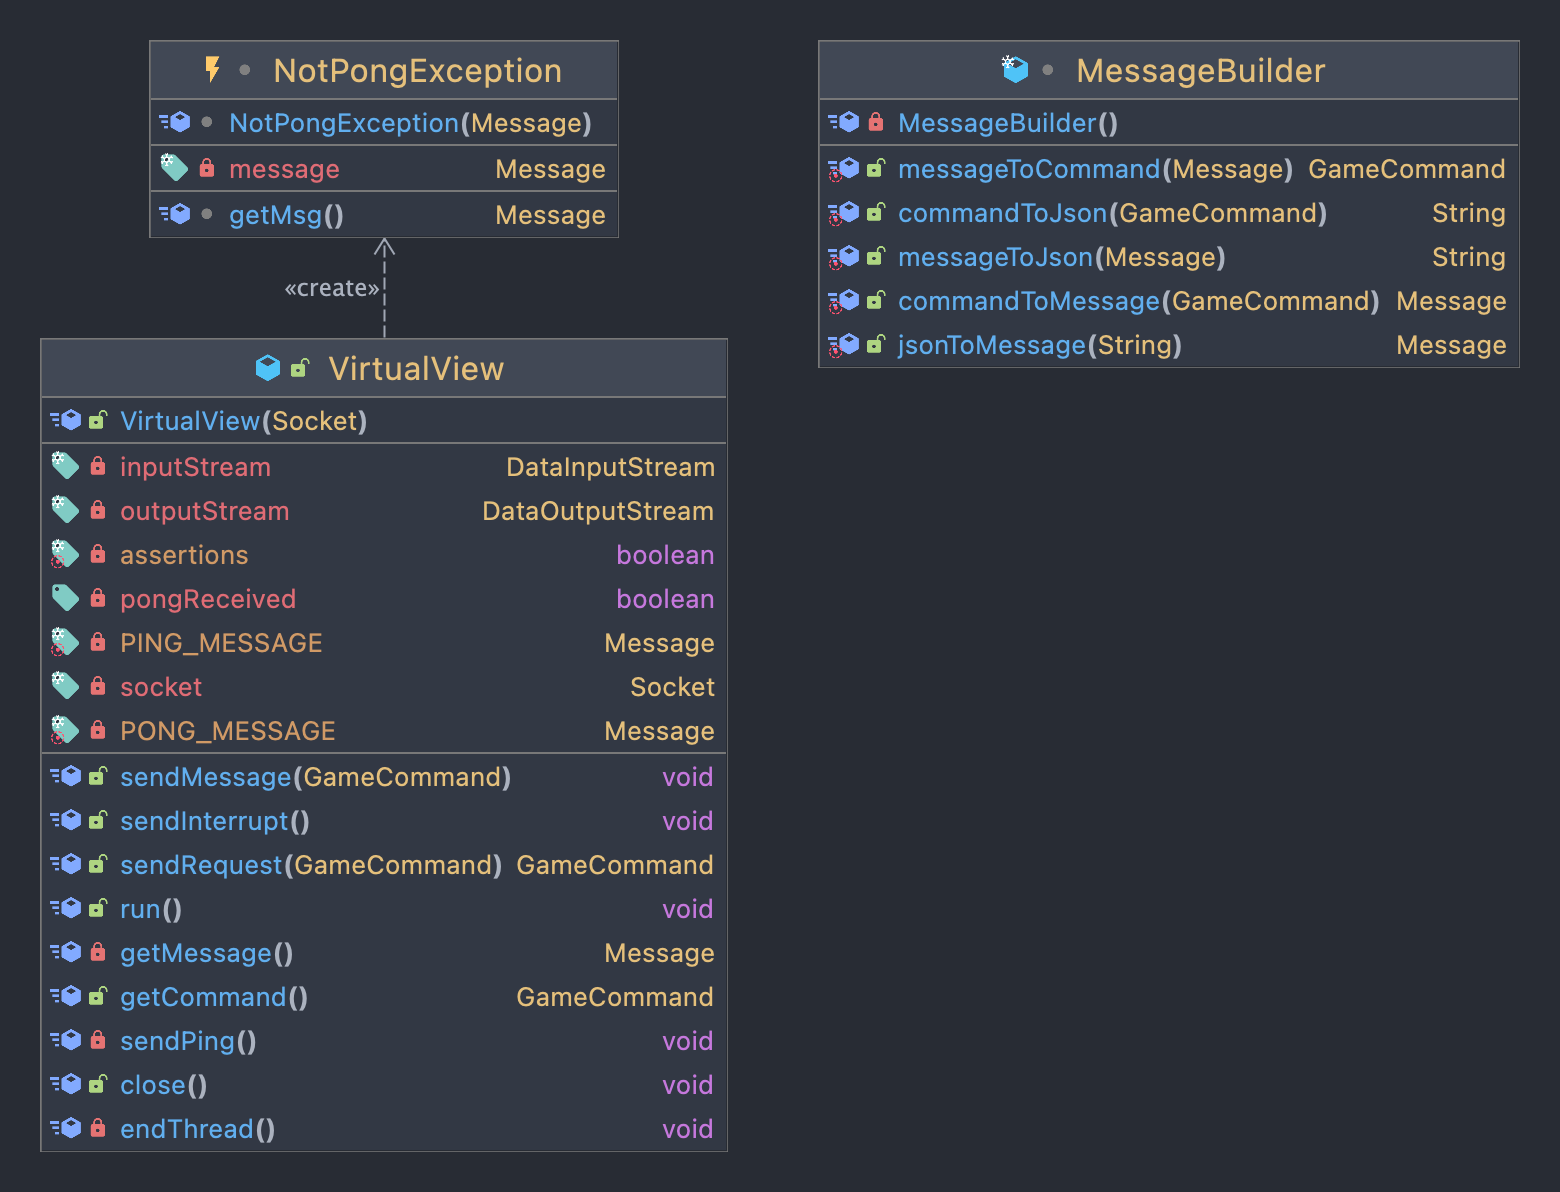 NotPongException
NotPongException(Message)
message Message
getMsg() Message
«create»
VirtualView
VirtualView(Socket)
inputStream DataInputStream
outputStream DataOutputStream
assertions boolean
pongReceived boolean
PING_MESSAGE Message
socket Socket
PONG_MESSAGE Message
sendMessage(GameCommand) void
sendInterrupt() void
sendRequest(GameCommand) GameCommand
run() void
getMessage() Message
getCommand() GameCommand
sendPing() void
close() void
endThread() void
MessageBuilder
MessageBuilder()
messageToCommand(Message) GameCommand
commandToJson(GameCommand) String
messageToJson(Message) String
commandToMessage(GameCommand) Message
jsonToMessage(String) Message